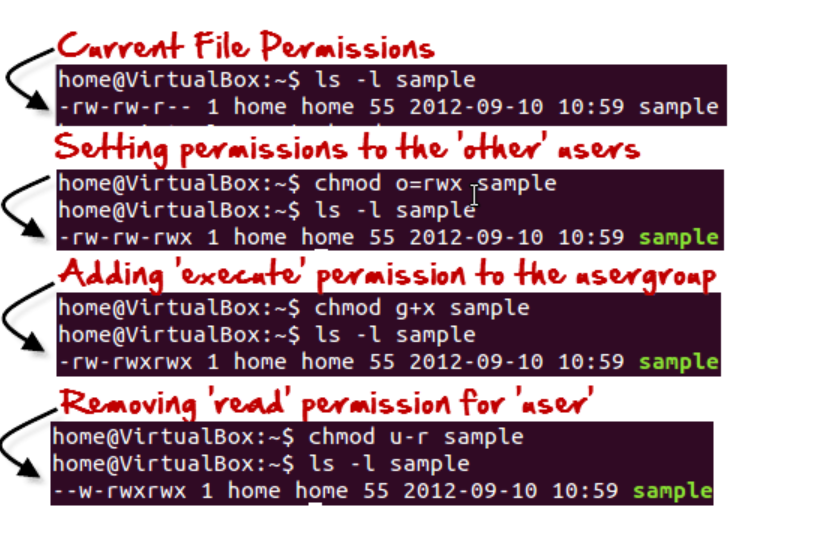 Current File Permissions
home@VirtualBox:~$ ls -l sample
-rw-rw-r-- 1 home home 55 2012-09-10 10:59 sample
Setting permissions to the 'other' users
home@VirtualBox:~$ chmod o=rwx sample
home@VirtualBox:~$ ls -l sample
-rw-rw-rwx 1 home home 55 2012-09-10 10:59 sample
Adding 'execute' permission to the usergroup
home@VirtualBox:~$ chmod g+x sample
home@VirtualBox:~$ ls -l sample
-rw-rwxrwx 1 home home 55 2012-09-10 10:59 sample
Removing 'read' permission for 'user'
home@VirtualBox:~$ chmod u-r sample
home@VirtualBox:~$ ls -l sample
--w-rwxrwx 1 home home 55 2012-09-10 10:59 sample